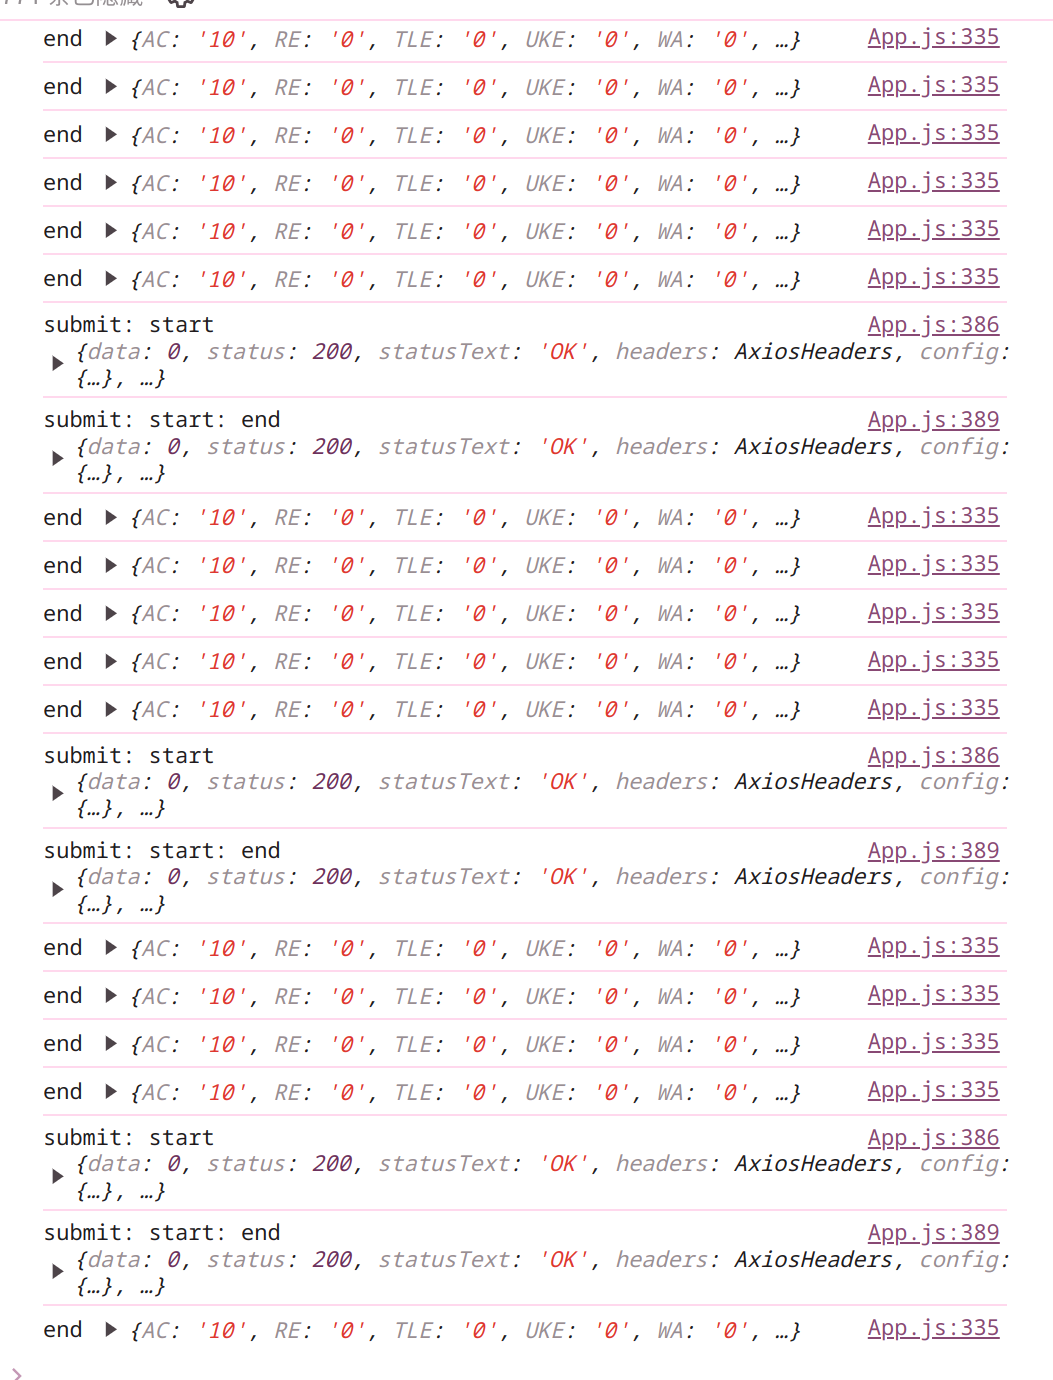 条已隐藏
end ▶ {AC: '10', RE: '0', TLE: '0', UKE: '0', WA: '0', …} App.js:335
end ▶ {AC: '10', RE: '0', TLE: '0', UKE: '0', WA: '0', …} App.js:335
end ▶ {AC: '10', RE: '0', TLE: '0', UKE: '0', WA: '0', …} App.js:335
end ▶ {AC: '10', RE: '0', TLE: '0', UKE: '0', WA: '0', …} App.js:335
end ▶ {AC: '10', RE: '0', TLE: '0', UKE: '0', WA: '0', …} App.js:335
end ▶ {AC: '10', RE: '0', TLE: '0', UKE: '0', WA: '0', …} App.js:335
submit: start App.js:386
▶ {data: 0, status: 200, statusText: 'OK', headers: AxiosHeaders, config:
{…}, …}
submit: start: end App.js:389
▶ {data: 0, status: 200, statusText: 'OK', headers: AxiosHeaders, config:
{…}, …}
end ▶ {AC: '10', RE: '0', TLE: '0', UKE: '0', WA: '0', …} App.js:335
end ▶ {AC: '10', RE: '0', TLE: '0', UKE: '0', WA: '0', …} App.js:335
end ▶ {AC: '10', RE: '0', TLE: '0', UKE: '0', WA: '0', …} App.js:335
end ▶ {AC: '10', RE: '0', TLE: '0', UKE: '0', WA: '0', …} App.js:335
end ▶ {AC: '10', RE: '0', TLE: '0', UKE: '0', WA: '0', …} App.js:335
submit: start App.js:386
▶ {data: 0, status: 200, statusText: 'OK', headers: AxiosHeaders, config:
{…}, …}
submit: start: end App.js:389
▶ {data: 0, status: 200, statusText: 'OK', headers: AxiosHeaders, config:
{…}, …}
end ▶ {AC: '10', RE: '0', TLE: '0', UKE: '0', WA: '0', …} App.js:335
end ▶ {AC: '10', RE: '0', TLE: '0', UKE: '0', WA: '0', …} App.js:335
end ▶ {AC: '10', RE: '0', TLE: '0', UKE: '0', WA: '0', …} App.js:335
end ▶ {AC: '10', RE: '0', TLE: '0', UKE: '0', WA: '0', …} App.js:335
submit: start App.js:386
▶ {data: 0, status: 200, statusText: 'OK', headers: AxiosHeaders, config:
{…}, …}
submit: start: end App.js:389
▶ {data: 0, status: 200, statusText: 'OK', headers: AxiosHeaders, config:
{…}, …}
end ▶ {AC: '10', RE: '0', TLE: '0', UKE: '0', WA: '0', …} App.js:335